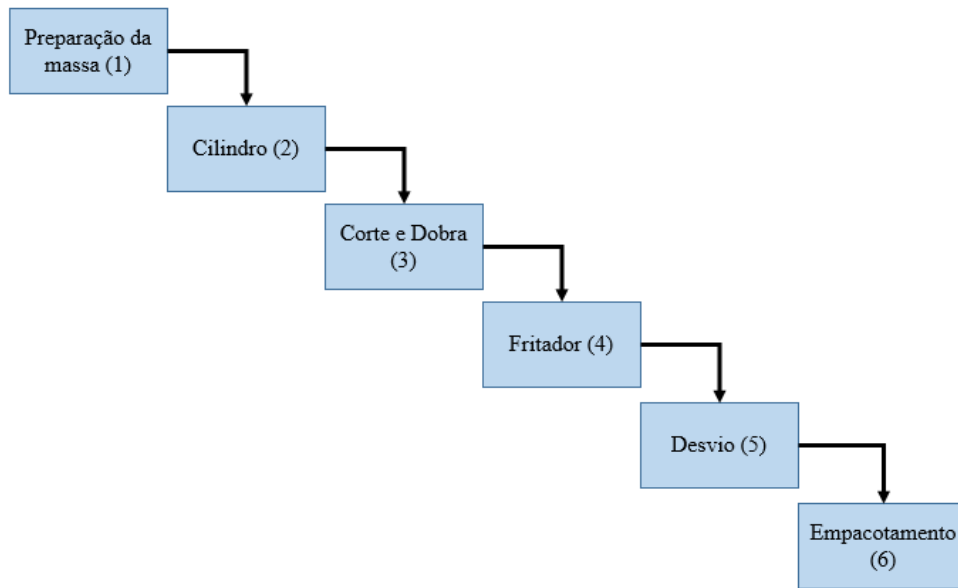 Preparação da
massa (1)
Cilindro (2)
Corte e Dobra
(3)
Fritador (4)
Desvio (5)
Empacotamento
(6)